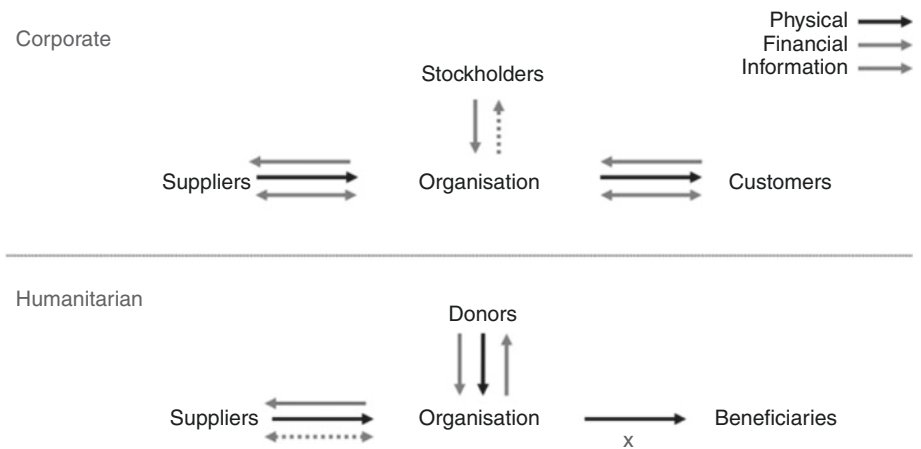 Corporate
Physical
Financial
Information
Stockholders
Suppliers Organisation Customers
Humanitarian
Donors
Suppliers Organisation Beneficiaries
x